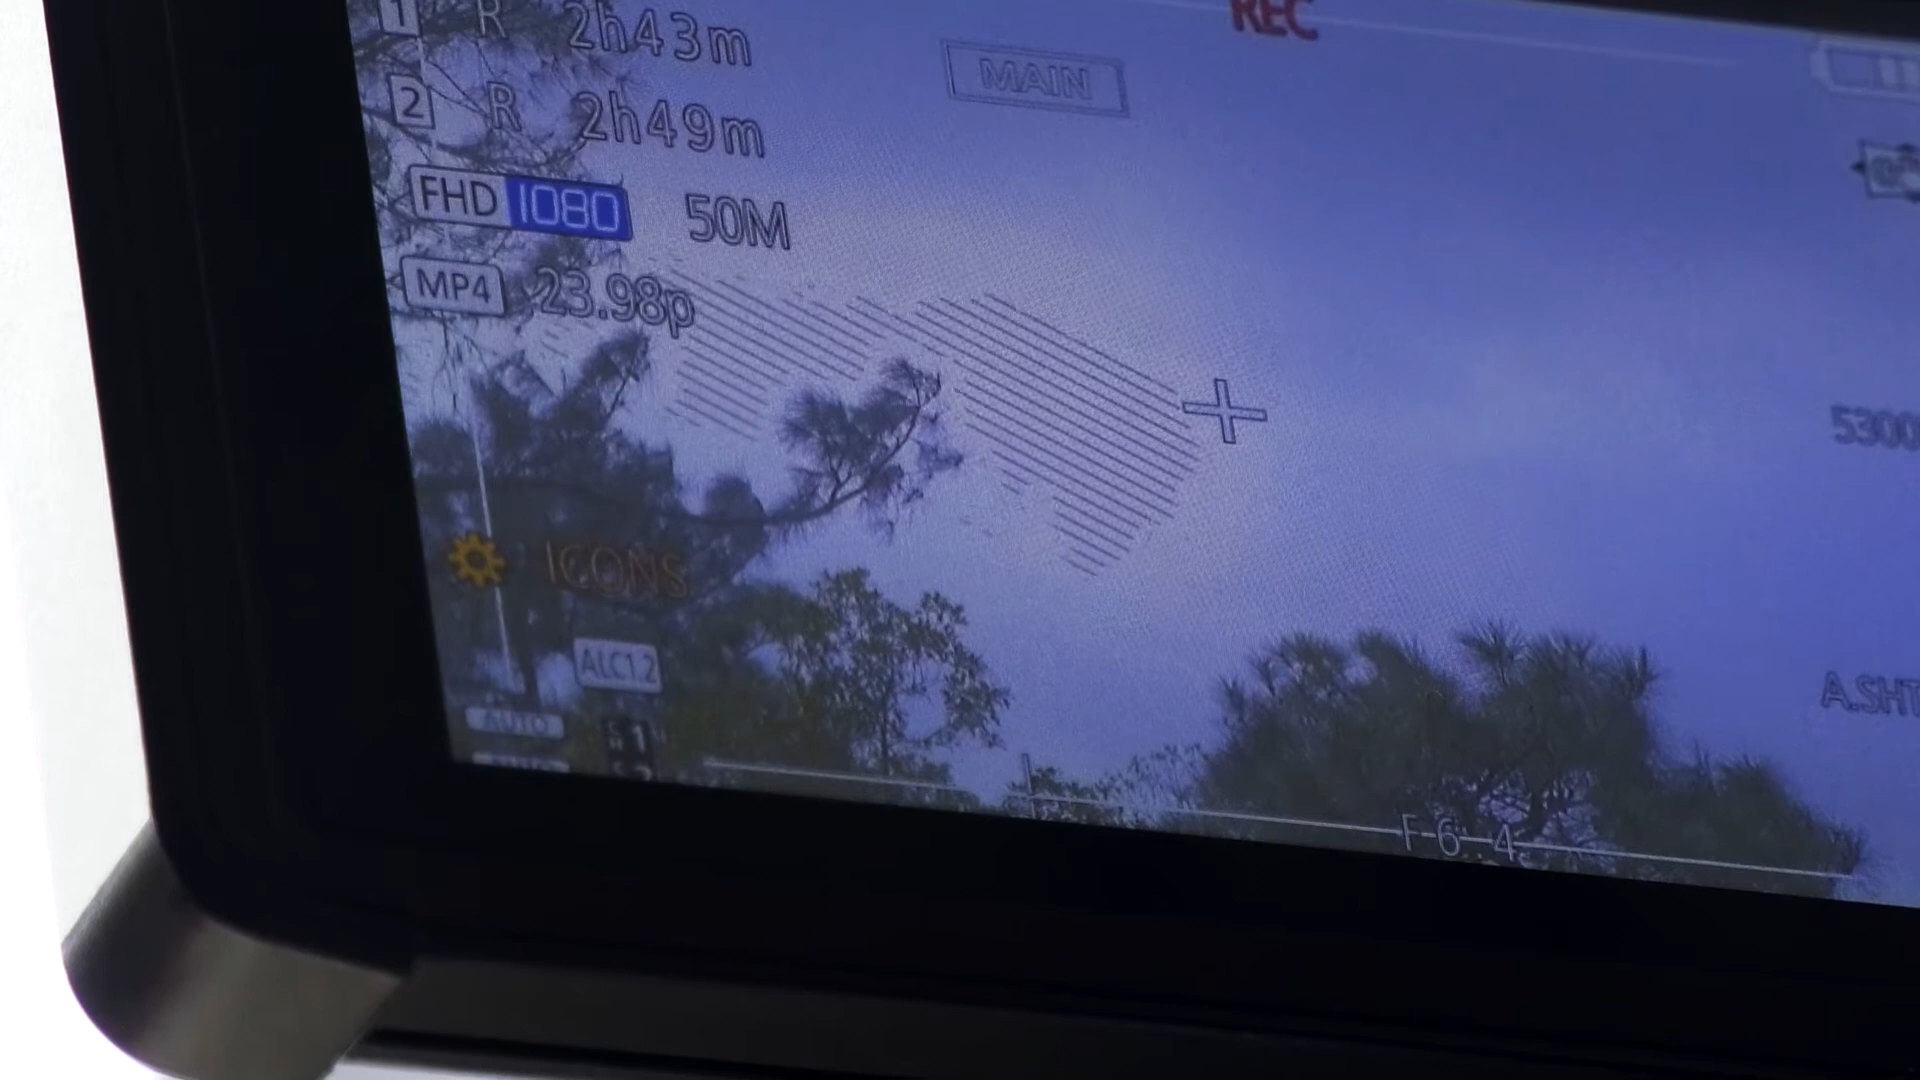 REC
1 R 2h43m
MAIN
2 R 2h49m
FHD 1080 50M
MP4 23.98p
5300
ICONS
ALC1.2
A.SHT
AUTO
F6.4